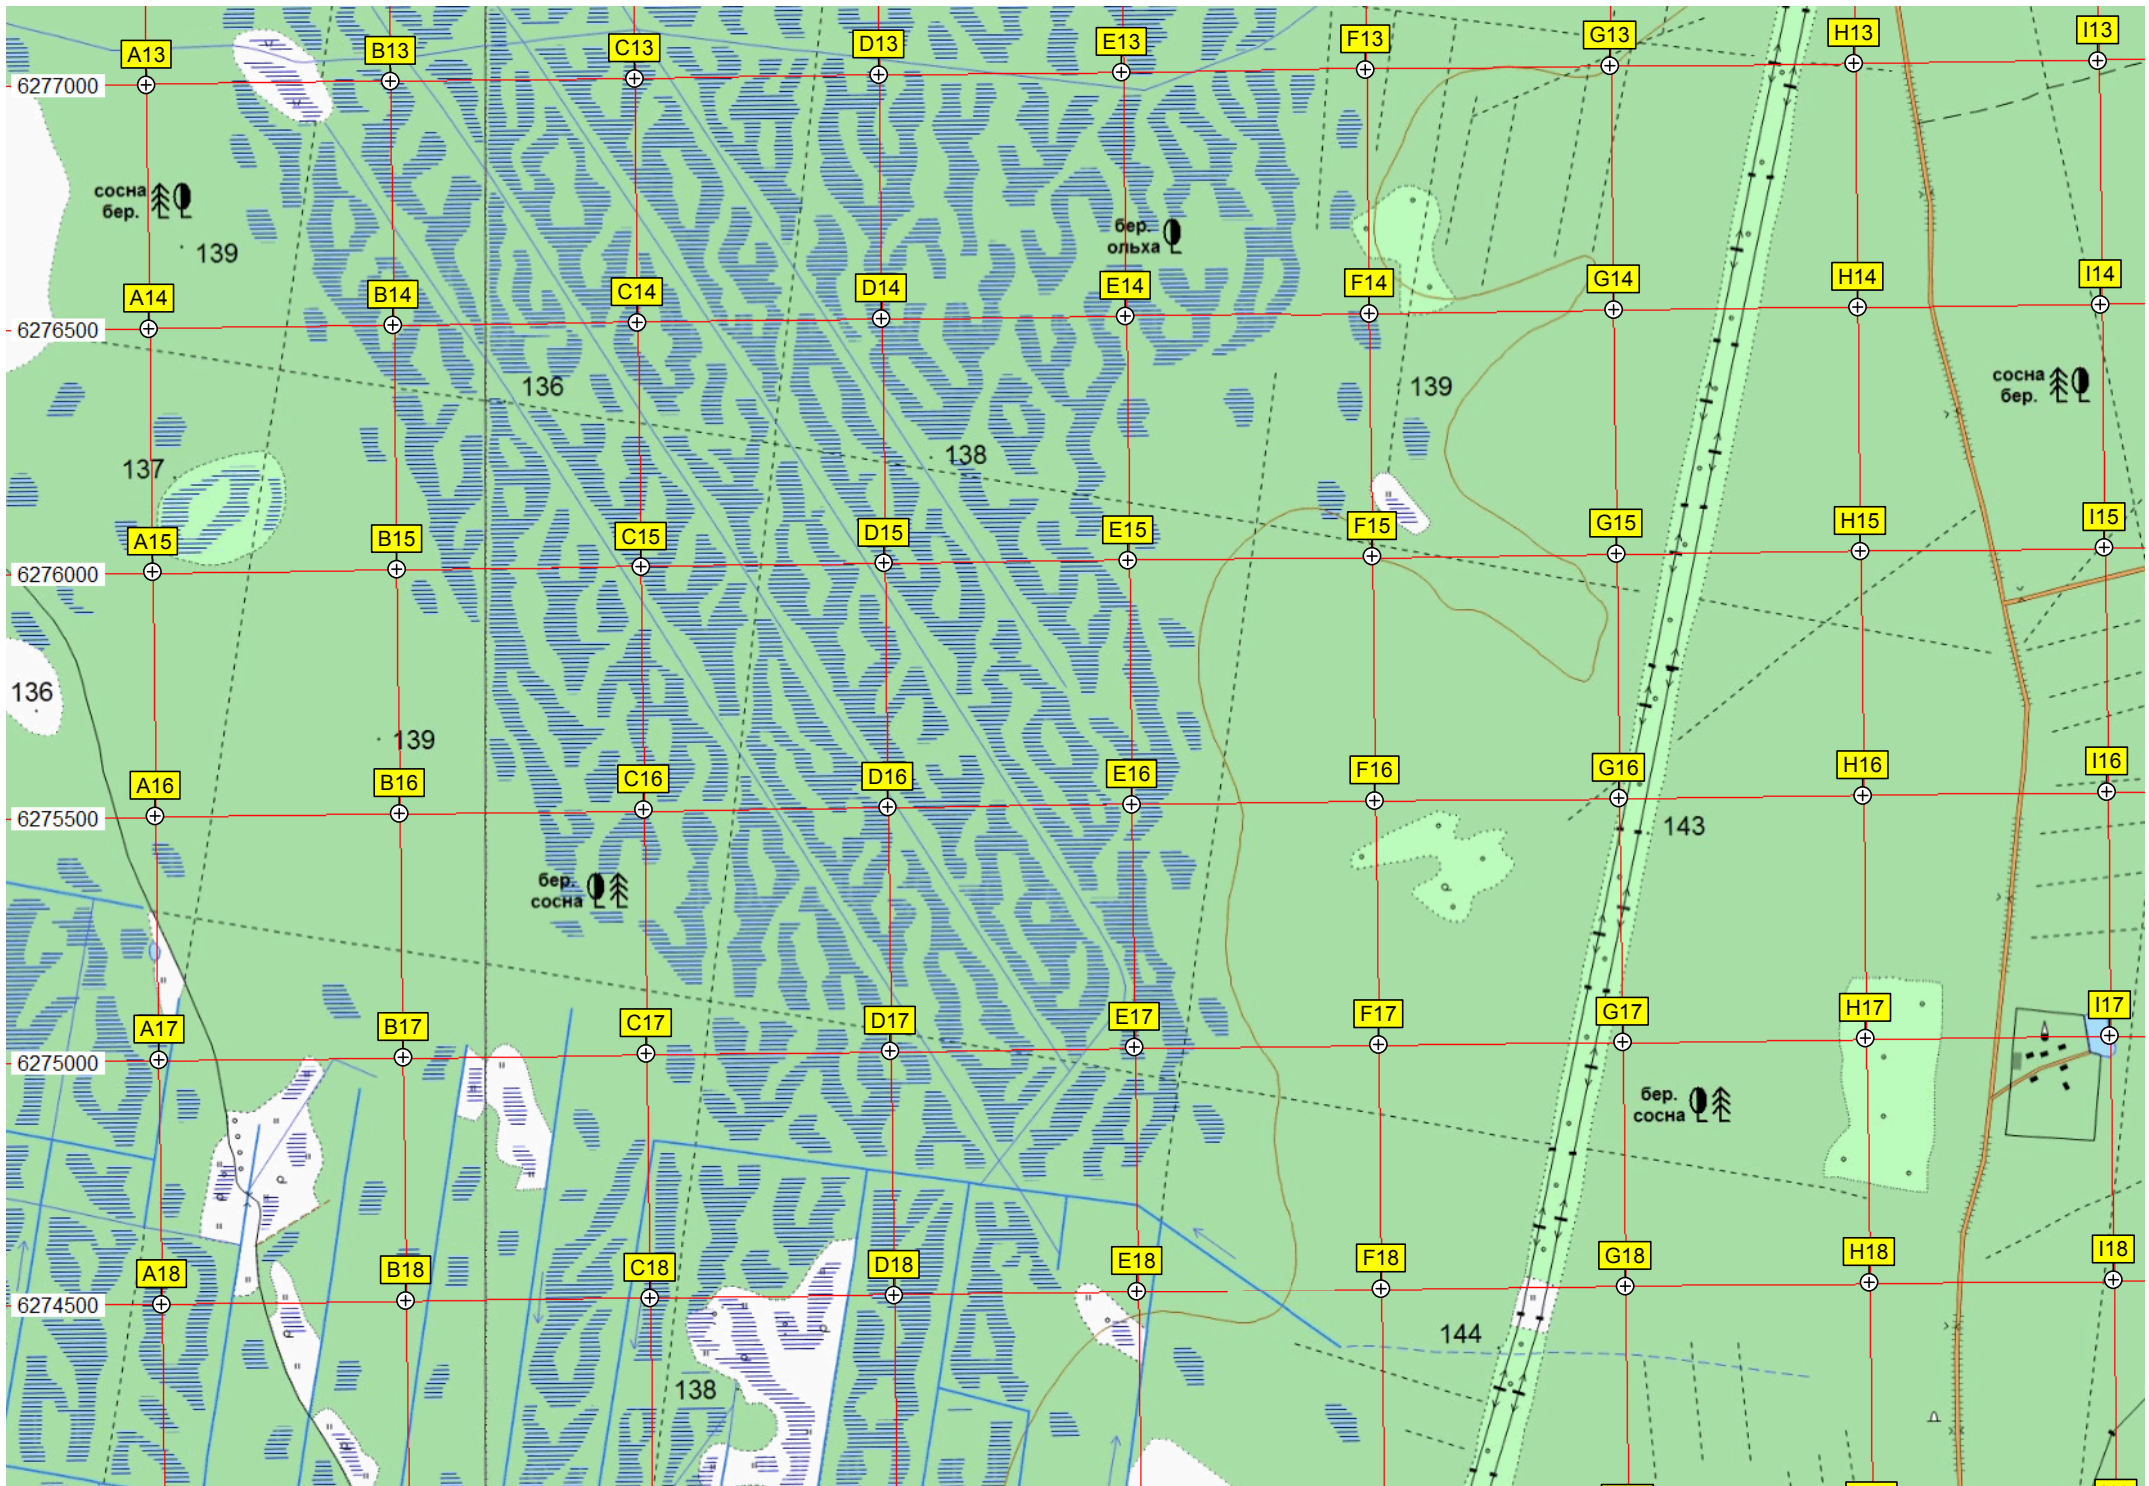 A13
B13
C13
D13
E13
F13
G13
H13
I13
6277000
сосна
бер.
139
бер.
ольха
A14
B14
C14
D14
E14
F14
G14
H14
I14
6276500
136
139
сосна
бер.
137
138
A15
B15
C15
D15
E15
F15
G15
H15
I15
6276000
136
139
A16
B16
C16
D16
E16
F16
G16
H16
I16
6275500
143
бер.
сосна
A17
B17
C17
D17
E17
F17
G17
H17
I17
6275000
бер.
сосна
A18
B18
C18
D18
E18
F18
G18
H18
I18
6274500
144
138